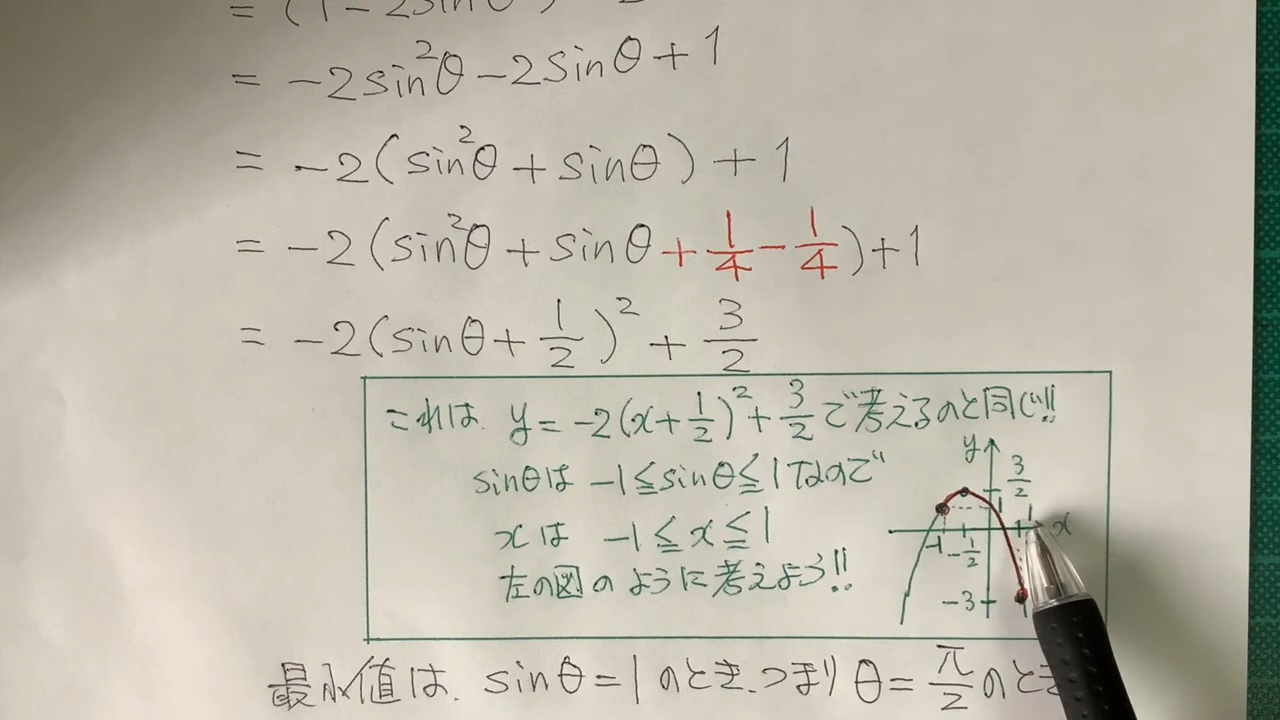 = (1 - 2sin
= -2sin²θ - 2sinθ + 1
= -2(sin²θ + sinθ) + 1
= -2(sin²θ + sinθ + 1/4 - 1/4) + 1
= -2(sinθ + 1/2)² + 3/2
これは y = -2(x + 1/2)² + 3/2 で考えるのと同じ!!
sinθは -1 ≦ sinθ ≦ 1 なので
xは -1 ≦ x ≦ 1
左の図のように考えよう!!
y
3/2
1
1
x
-1
-1/2
-3
最小値は、sinθ = 1 のとき、つまり θ = π/2 のとき